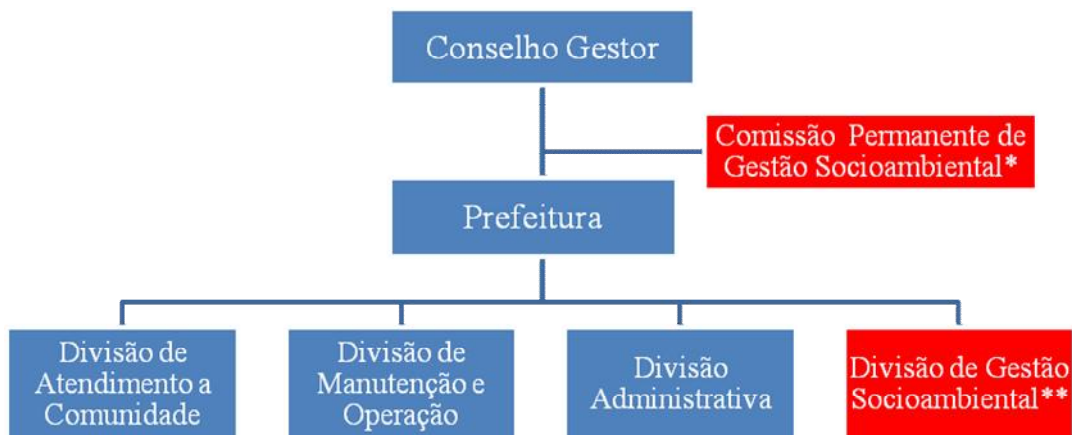 Conselho Gestor
Comissão Permanente de
Gestão Socioambiental*
Prefeitura
Divisão de
Atendimento a
Comunidade
Divisão de
Manutenção e
Operação
Divisão
Administrativa
Divisão de Gestão
Socioambiental**